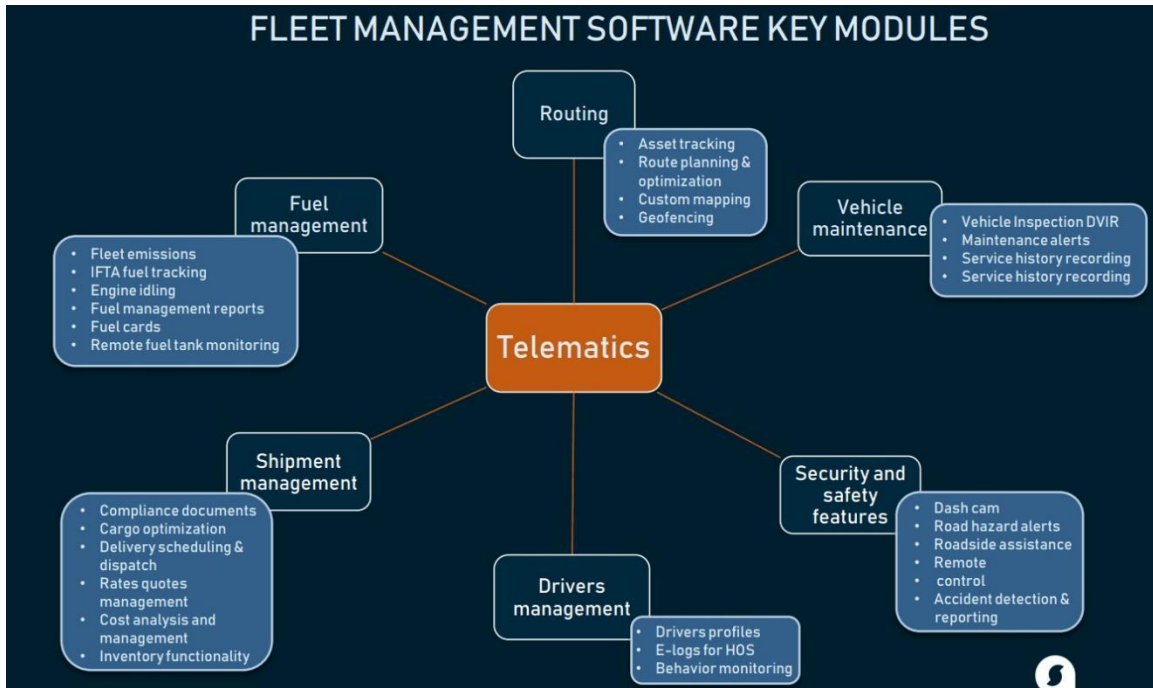 FLEET MANAGEMENT SOFTWARE KEY MODULES
Routing
• Asset tracking
• Route planning &
optimization
• Custom mapping
• Geofencing
Fuel
management
• Fleet emissions
• IFTA fuel tracking
• Engine idling
• Fuel management reports
• Fuel cards
• Remote fuel tank monitoring
Vehicle
maintenance
• Vehicle Inspection DVIR
• Maintenance alerts
• Service history recording
• Service history recording
Telematics
Shipment
management
• Compliance documents
• Cargo optimization
• Delivery scheduling &
dispatch
• Rates quotes
management
• Cost analysis and
management
• Inventory functionality
Drivers
management
• Drivers profiles
• E-logs for HOS
• Behavior monitoring
Security and
safety
features
• Dash cam
• Road hazard alerts
• Roadside assistance
• Remote
• control
• Accident detection &
reporting